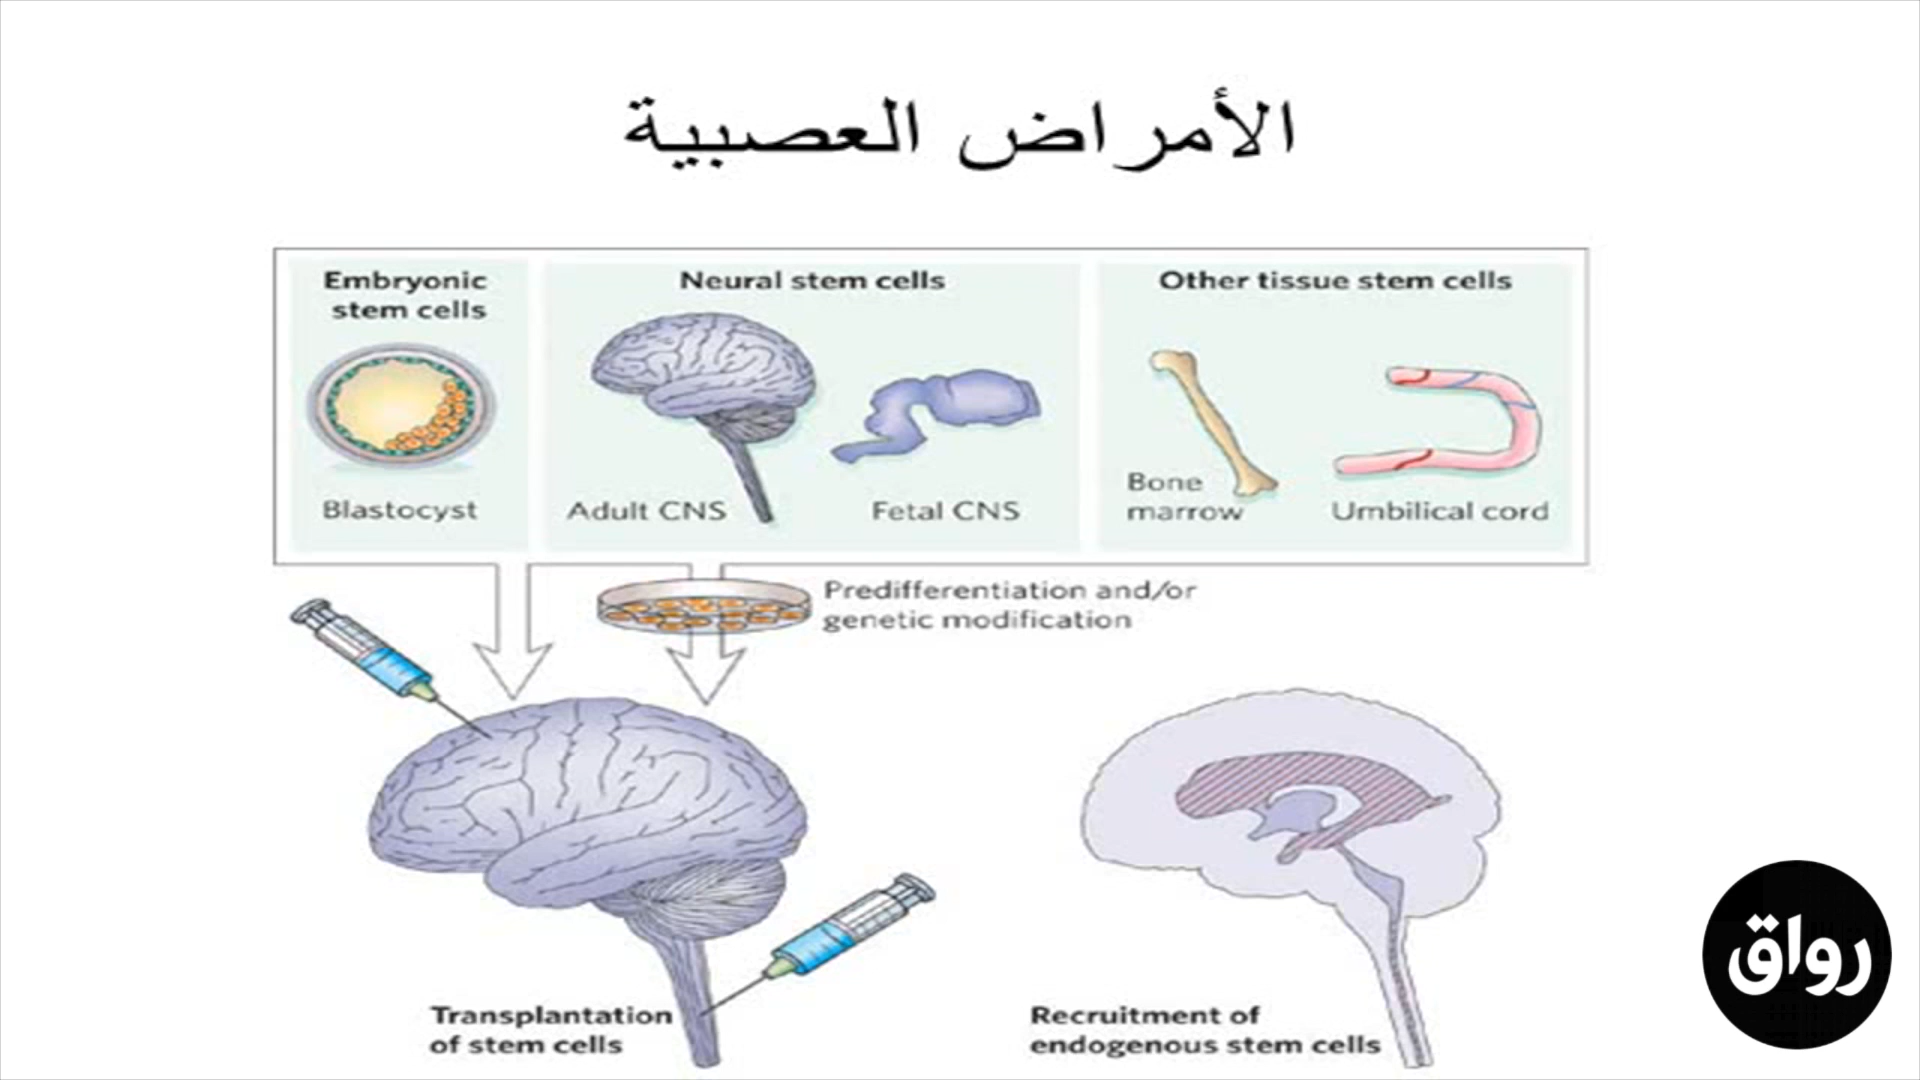 الأمراض العصبية
Embryonic
stem cells
Blastocyst
Neural stem cells
Adult CNS
Fetal CNS
Other tissue stem cells
Bone
marrow
Umbilical cord
Predifferentiation and/or
genetic modification
Transplantation
of stem cells
Recruitment of
endogenous stem cells
رواق